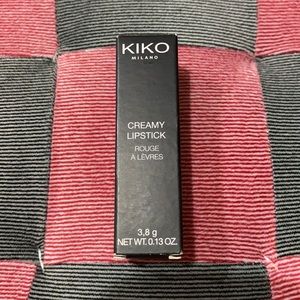 KIKO
MILANO
CREAMY
LIPSTICK
ROUGE
À LÈVRES
3,8 g
NET WT. 0.13 OZ.